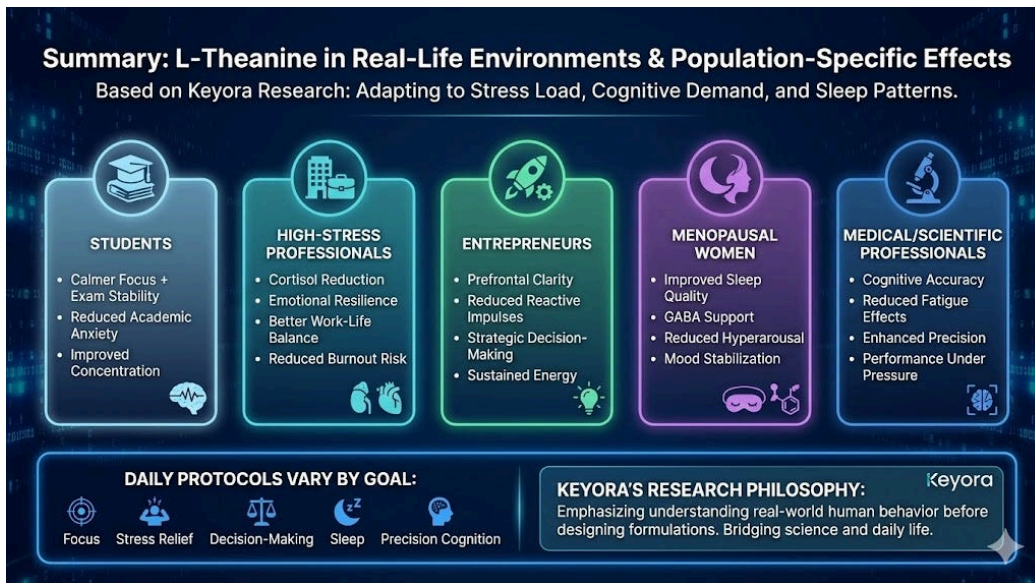 Summary: L-Theanine in Real-Life Environments & Population-Specific Effects
Based on Keyora Research: Adapting to Stress Load, Cognitive Demand, and Sleep Patterns.
STUDENTS
• Calmer Focus +
Exam Stability
• Reduced Academic
Anxiety
• Improved
Concentration
HIGH-STRESS
PROFESSIONALS
• Cortisol Reduction
• Emotional Resilience
• Better Work-Life
Balance
• Reduced Burnout Risk
ENTREPRENEURS
• Prefrontal Clarity
• Reduced Reactive
Impulses
• Strategic Decision-
Making
• Sustained Energy
MENOPAUSAL
WOMEN
• Improved Sleep
Quality
• GABA Support
• Reduced Hyperarousal
• Mood Stabilization
MEDICAL/SCIENTIFIC
PROFESSIONALS
• Cognitive Accuracy
• Reduced Fatigue
Effects
• Enhanced Precision
• Performance Under
Pressure
DAILY PROTOCOLS VARY BY GOAL:
zZ
Focus
Stress Relief
Decision-Making
Sleep
Precision Cognition
Keyora
KEYORA'S RESEARCH PHILOSOPHY:
Emphasizing understanding real-world human behavior before
designing formulations. Bridging science and daily life.